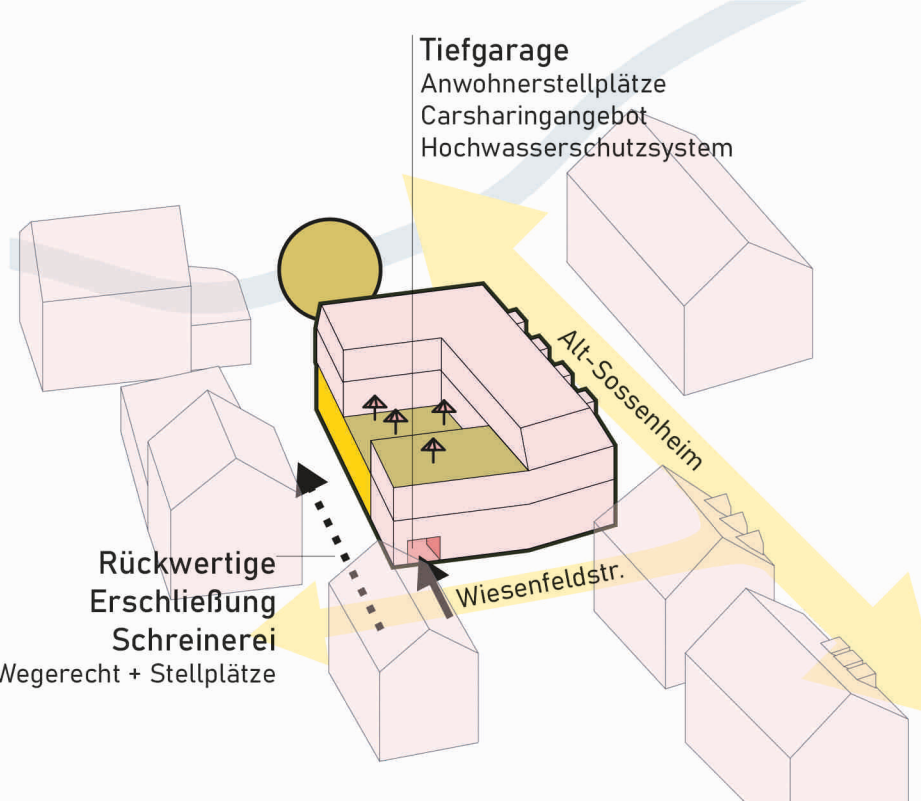 Tiefgarage
Anwohnerstellplätze
Carsharingangebot
Hochwasserschutzsystem
Alt-Sossenheim
Wiesenfeldstr.
Rückwertige
Erschließung
Schreinerei
Wegerecht + Stellplätze